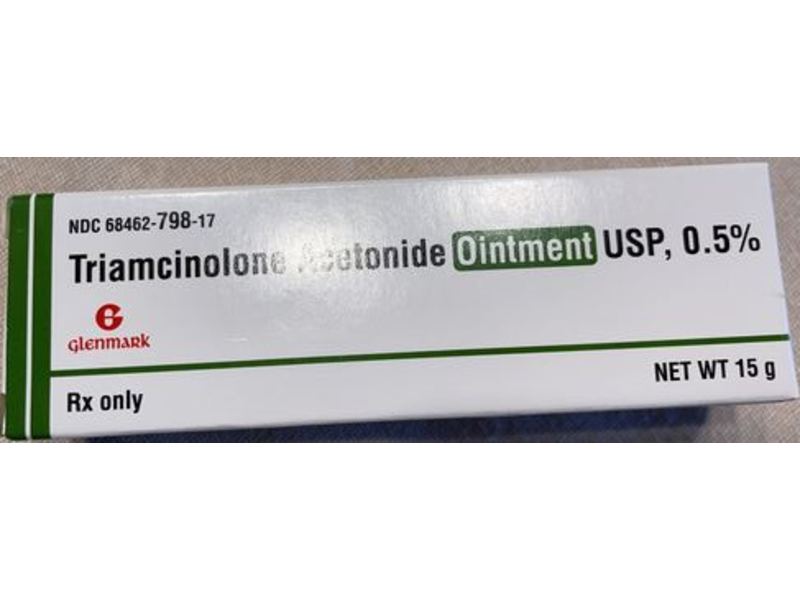 NDC 68462-798-17
Triamcinolone Acetonide Ointment USP, 0.5%
Glenmark
NET WT 15 g
Rx only